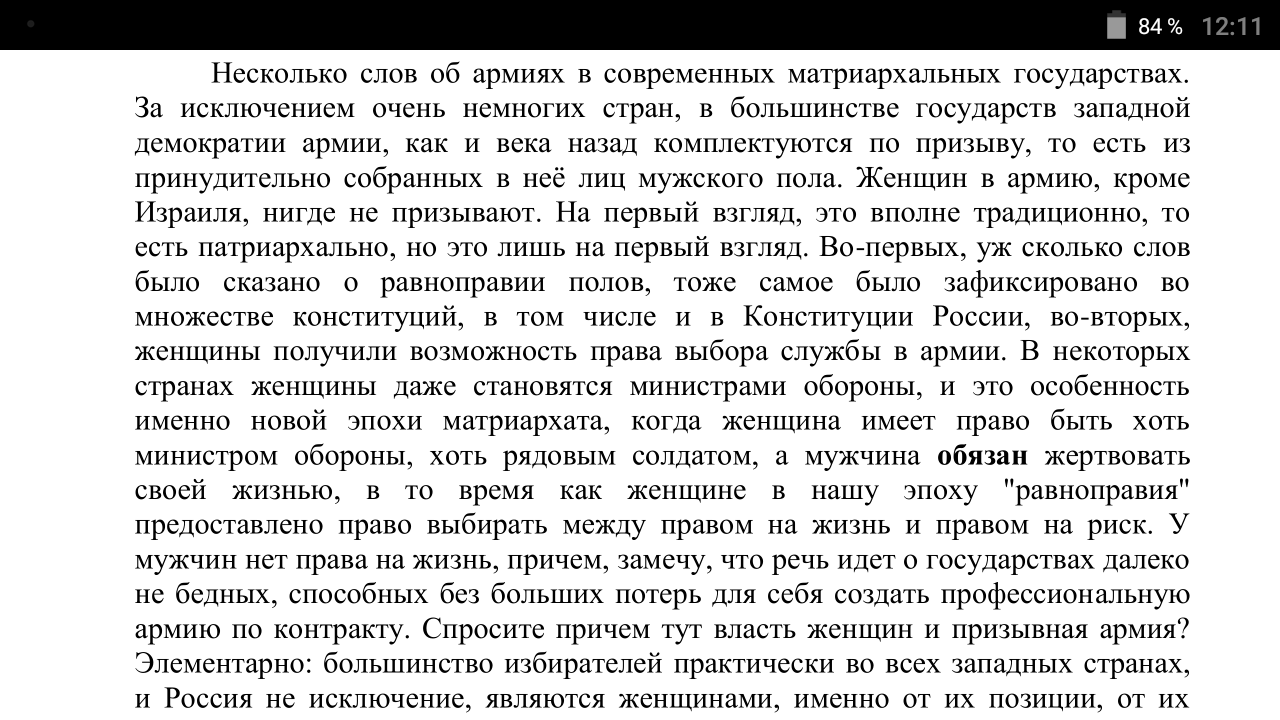 84 % 12:11
Несколько слов об армиях в современных матриархальных государствах.
За исключением очень немногих стран, в большинстве государств западной
демократии армии, как и века назад комплектуются по призыву, то есть из
принудительно собранных в неё лиц мужского пола. Женщин в армию, кроме
Израиля, нигде не призывают. На первый взгляд, это вполне традиционно, то
есть патриархально, но это лишь на первый взгляд. Во-первых, уж сколько слов
было сказано о равноправии полов, тоже самое было зафиксировано во
множестве конституций, в том числе и в Конституции России, во-вторых,
женщины получили возможность права выбора службы в армии. В некоторых
странах женщины даже становятся министрами обороны, и это особенность
именно новой эпохи матриархата, когда женщина имеет право быть хоть
министром обороны, хоть рядовым солдатом, а мужчина обязан жертвовать
своей жизнью, в то время как женщине в нашу эпоху "равноправия"
предоставлено право выбирать между правом на жизнь и правом на риск. У
мужчин нет права на жизнь, причем, замечу, что речь идет о государствах далеко
не бедных, способных без больших потерь для себя создать профессиональную
армию по контракту. Спросите причем тут власть женщин и призывная армия?
Элементарно: большинство избирателей практически во всех западных странах,
и Россия не исключение, являются женщинами, именно от их позиции, от их